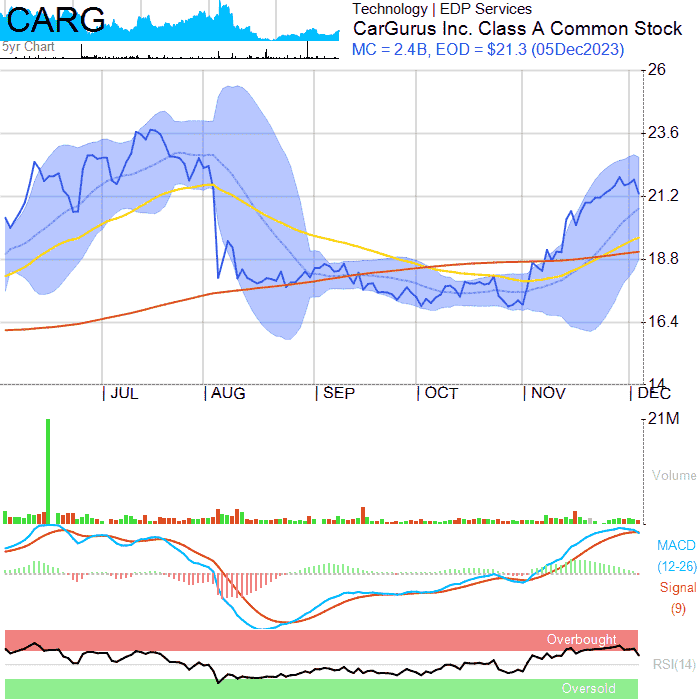 CARG
5yr Chart
Technology | EDP Services
CarGurus Inc. Class A Common Stock
MC = 2.4B, EOD = $21.3 (05Dec2023)
26
23.6
21.2
18.8
16.4
14
| JUL | AUG | SEP | OCT | NOV | DEC
21M
Volume
MACD
(12-26)
Signal
(9)
Overbought
RSI(14)
Oversold